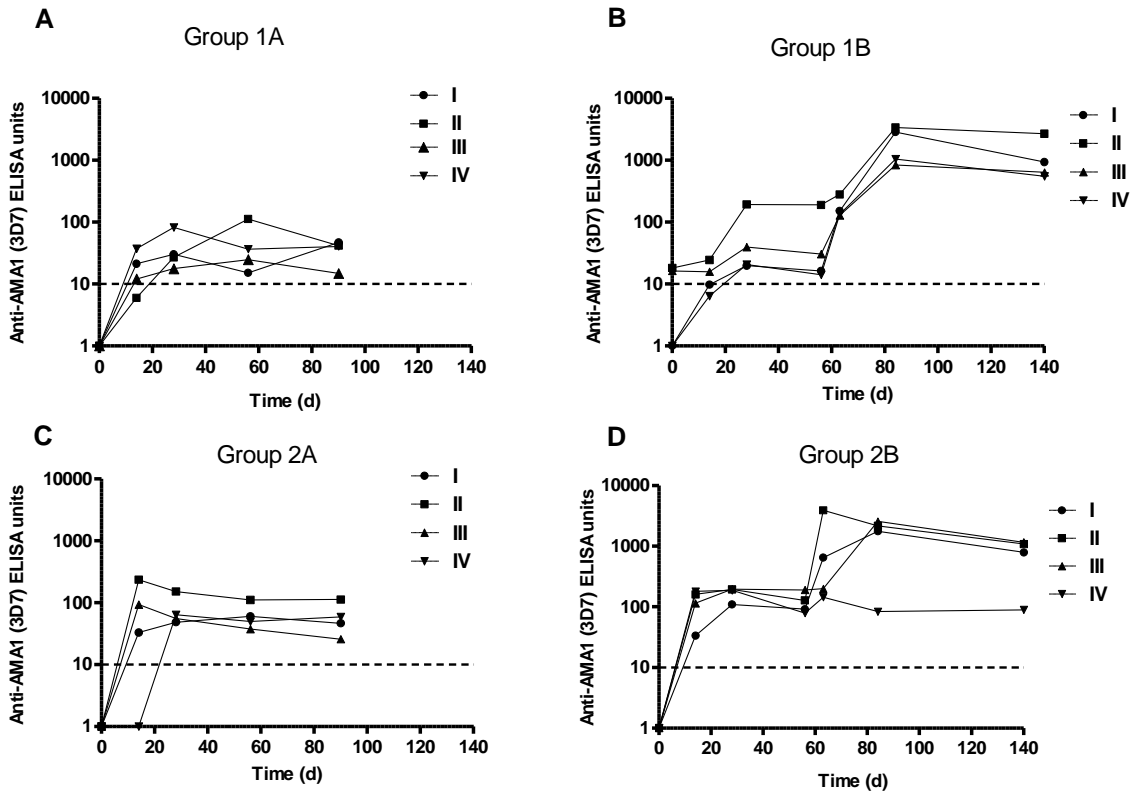 A
Group 1A
Anti-AMA1 (3D7) ELISA units
10000
1000
100
10
1
0 20 40 60 80 100 120 140
Time (d)
I
II
III
IV
B
Group 1B
Anti-AMA1 (3D7) ELISA units
10000
1000
100
10
1
0 20 40 60 80 100 120 140
Time (d)
I
II
III
IV
C
Group 2A
Anti-AMA1 (3D7) ELISA units
10000
1000
100
10
1
0 20 40 60 80 100 120 140
Time (d)
I
II
III
IV
D
Group 2B
Anti-AMA1 (3D7) ELISA units
10000
1000
100
10
1
0 20 40 60 80 100 120 140
Time (d)
I
II
III
IV